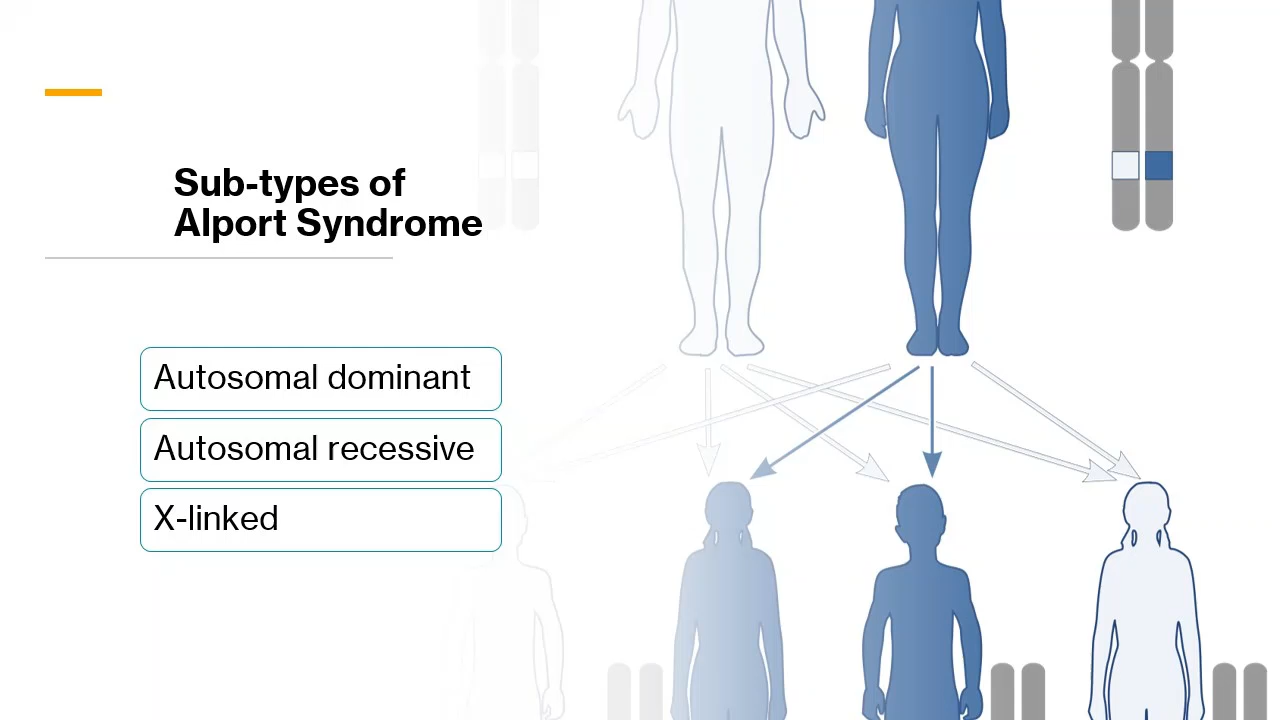 Sub-types of
Alport Syndrome
Autosomal dominant
Autosomal recessive
X-linked